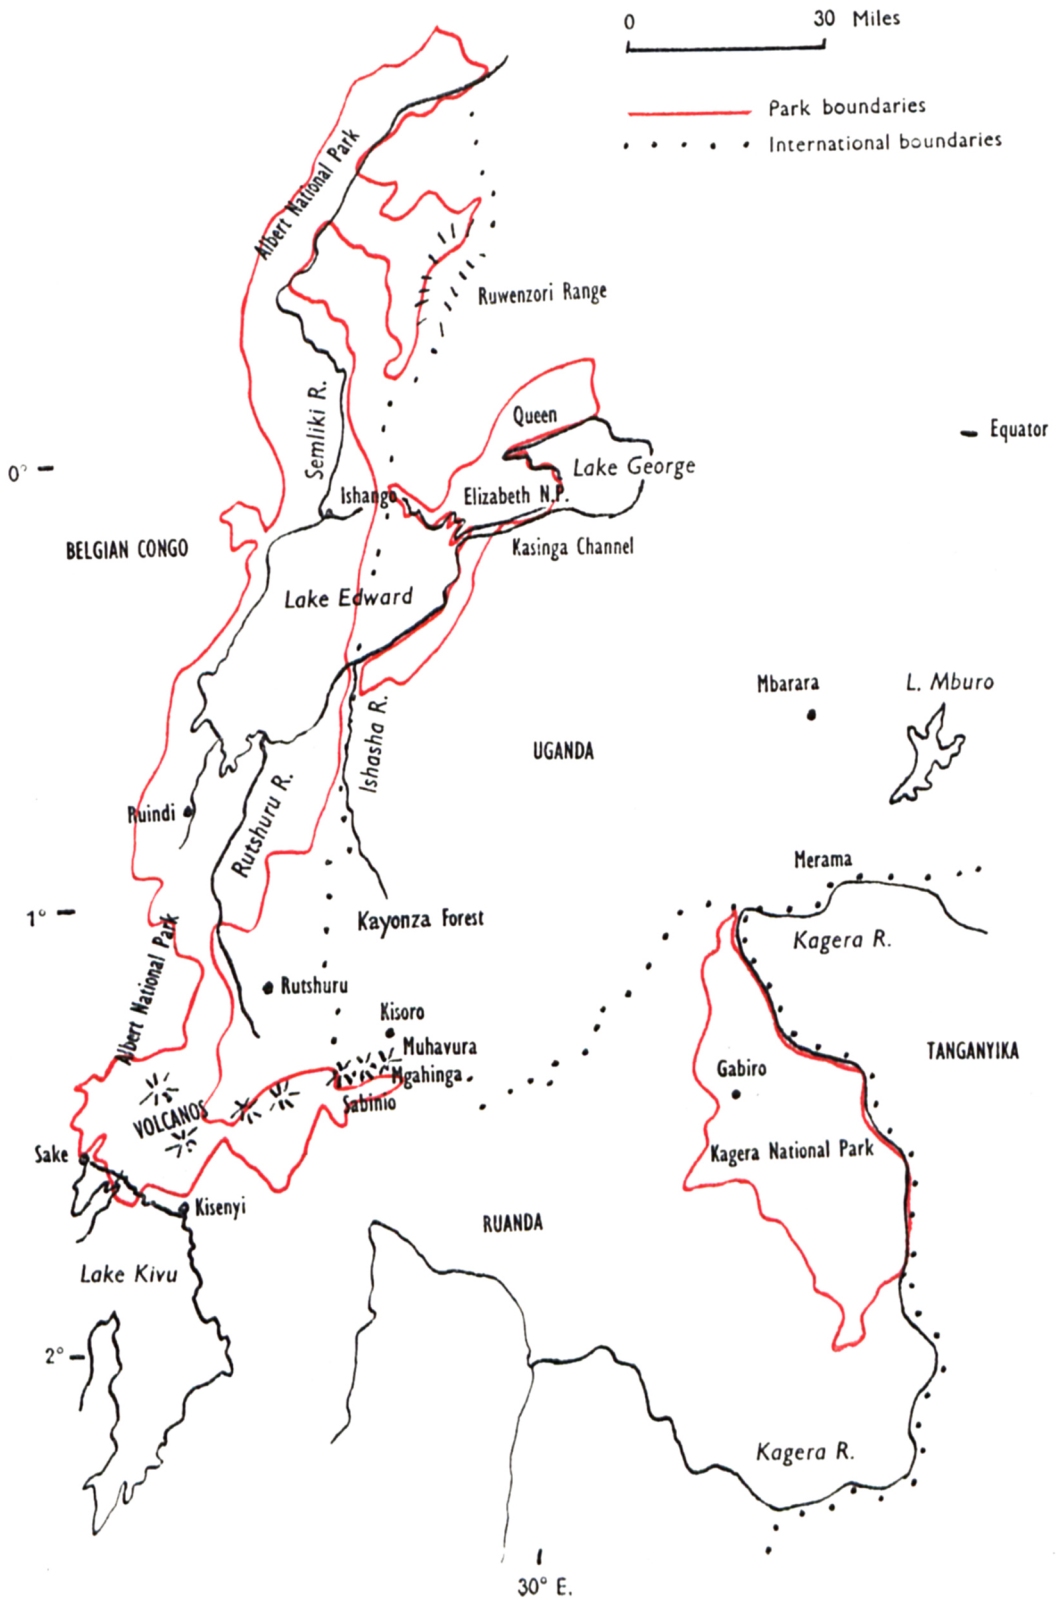 0 30 Miles
Park boundaries
International boundaries
Albert National Park
Ruwenzori Range
Semliki R.
Queen
Equator
0°
Lake George
Ishango
Elizabeth N.P.
BELGIAN CONGO
Kasinga Channel
Lake Edward
Mbarara
L. Mburo
Ishasha R.
UGANDA
Ruindi
Rutshuru R.
Merama
1°
Kayonza Forest
Kagera R.
Albert National Park
Rutshuru
Kisoro
Muhavura
TANGANYIKA
Gabiro
Mgahinga
Sabinio
VOLCANOS
Sake
Kagera National Park
Kisenyi
RUANDA
Lake Kivu
2°
Kagera R.
30° E.